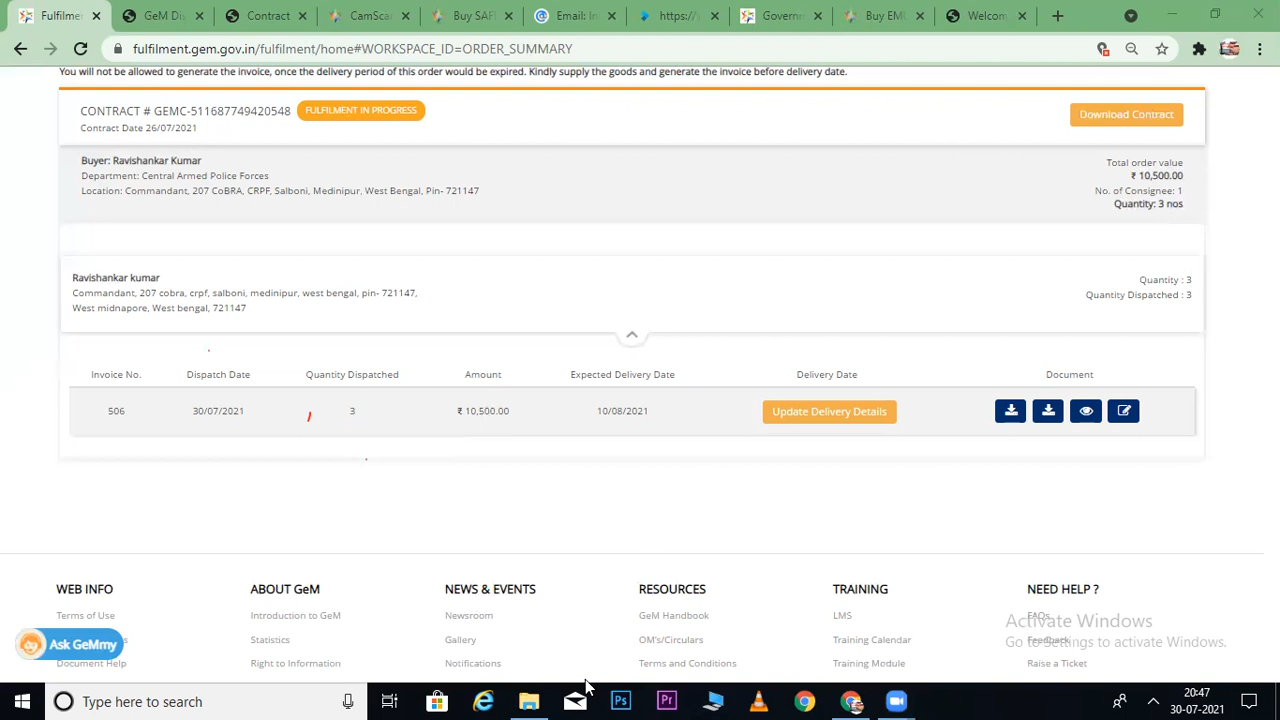 Fulfilm
GeM Dis
Contract
CamScan
Buy SAFI
Email: In
https://
Governn
Buy EMU
Welcom
fulfilment.gem.gov.in/fulfilment/home#WORKSPACE_ID=ORDER_SUMMARY
You will not be allowed to generate the invoice, once the delivery period of this order would be expired. Kindly supply the goods and generate the invoice before delivery date.
CONTRACT # GEMC-511687749420548 FULFILMENT IN PROGRESS
Download Contract
Contract Date 26/07/2021
Buyer: Ravishankar Kumar
Department: Central Armed Police Forces
Location: Commandant, 207 CoBRA, CRPF, Salboni, Medinipur, West Bengal, Pin- 721147
Total order value
₹ 10,500.00
No. of Consignee: 1
Quantity: 3 nos
Ravishankar kumar
Commandant, 207 cobra, crpf, salboni, medinipur, west bengal, pin- 721147,
West midnapore, West bengal, 721147
Quantity : 3
Quantity Dispatched : 3
Invoice No. Dispatch Date Quantity Dispatched Amount Expected Delivery Date Delivery Date Document
506 30/07/2021 3 ₹ 10,500.00 10/08/2021 Update Delivery Details
WEB INFO ABOUT GeM NEWS & EVENTS RESOURCES TRAINING NEED HELP ?
Terms of Use Introduction to GeM Newsroom GeM Handbook LMS FAQs
Statistics Gallery OM's/Circulars Training Calendar Feedback
Document Help Right to Information Notifications Terms and Conditions Training Module Raise a Ticket
Ask GeMmy
Activate Windows
Go to Settings to activate Windows.
Type here to search
Ps
Pr
20:47
30-07-2021